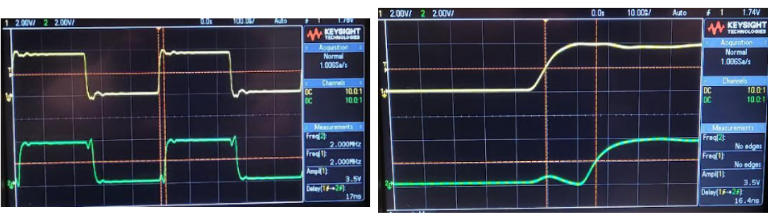 1 2.00V/ 2 2.00V/ 0.0s 100.0s/ Auto 1 1.75V
KEYSIGHT
TECHNOLOGIES
Acquisition
Normal
1.00GSa/s
Channels
DC 10.0:1
DC 10.0:1
Measurements
Freq(2):
2.000MHz
Freq(1):
2.000MHz
Ampl(1):
3.5V
Delay(1→2):
17ns
1 2.00V/ 2 2.00V/ 0.0s 10.00s/ Auto 1 1.74V
KEYSIGHT
TECHNOLOGIES
Acquisition
Normal
1.00GSa/s
Channels
DC 10.0:1
DC 10.0:1
Measurements
Freq(2):
No edges
Freq(1):
No edges
Ampl(1):
3.5V
Delay(1→2):
16.4ns